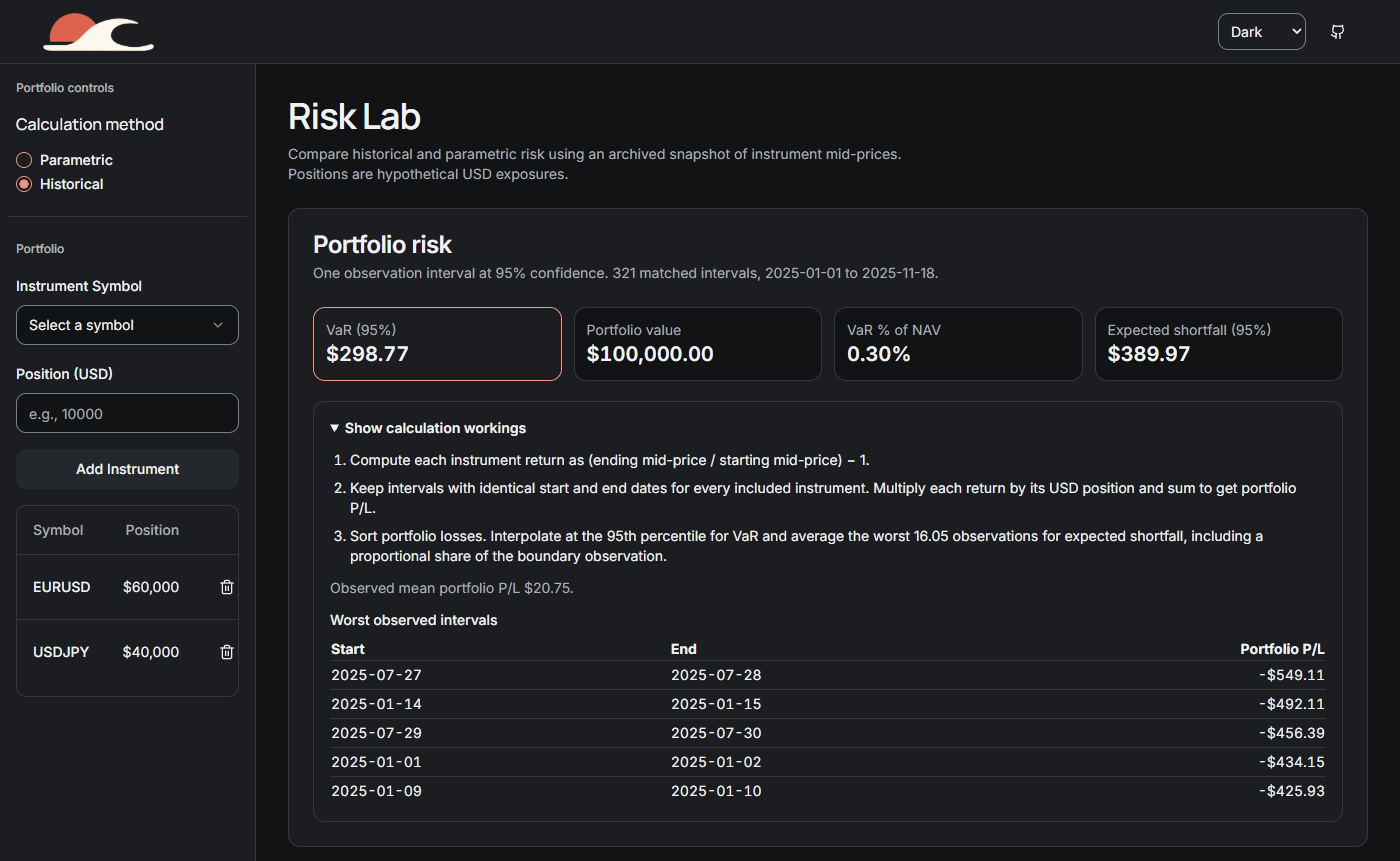 Dark
Portfolio controls
Calculation method
Parametric
Historical
Portfolio
Instrument Symbol
Select a symbol
Position (USD)
e.g., 10000
Add Instrument
Symbol Position
EURUSD $60,000
USDJPY $40,000
Risk Lab
Compare historical and parametric risk using an archived snapshot of instrument mid-prices.
Positions are hypothetical USD exposures.
Portfolio risk
One observation interval at 95% confidence. 321 matched intervals, 2025-01-01 to 2025-11-18.
VaR (95%)
$298.77
Portfolio value
$100,000.00
VaR % of NAV
0.30%
Expected shortfall (95%)
$389.97
Show calculation workings
1. Compute each instrument return as (ending mid-price / starting mid-price) − 1.
2. Keep intervals with identical start and end dates for every included instrument. Multiply each return by its USD position and sum to get portfolio
P/L.
3. Sort portfolio losses. Interpolate at the 95th percentile for VaR and average the worst 16.05 observations for expected shortfall, including a
proportional share of the boundary observation.
Observed mean portfolio P/L $20.75.
Worst observed intervals
Start End Portfolio P/L
2025-07-27 2025-07-28 -$549.11
2025-01-14 2025-01-15 -$492.11
2025-07-29 2025-07-30 -$456.39
2025-01-01 2025-01-02 -$434.15
2025-01-09 2025-01-10 -$425.93